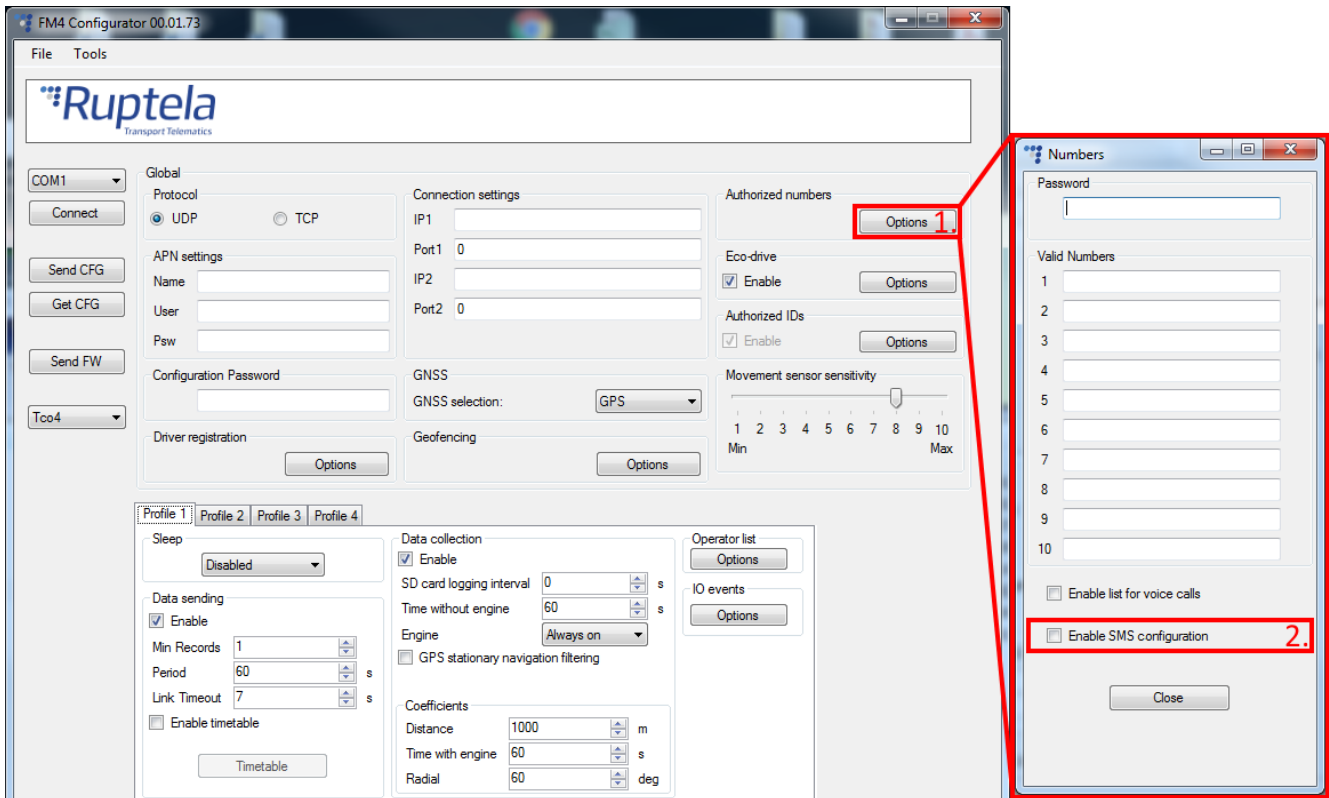 FM4 Configurator 00.01.73
File Tools
Ruptela
Transport Telematics
COM1
Connect
Send CFG
Get CFG
Send FW
Tco4
Global
Protocol
UDP TCP
APN settings
Name
User
Psw
Configuration Password
Driver registration
Options
Connection settings
IP1
Port1 0
IP2
Port2 0
GNSS
GNSS selection: GPS
Geofencing
Options
Authorized numbers
Options 1.
Eco-drive
Enable Options
Authorized IDs
Enable Options
Movement sensor sensitivity
1 2 3 4 5 6 7 8 9 10
Min Max
Profile 1 Profile 2 Profile 3 Profile 4
Sleep
Disabled
Data sending
Enable
Min Records 1
Period 60 s
Link Timeout 7 s
Enable timetable
Timetable
Data collection
Enable
SD card logging interval 0 s
Time without engine 60 s
Engine Always on
GPS stationary navigation filtering
Coefficients
Distance 1000 m
Time with engine 60 s
Radial 60 deg
Operator list
Options
IO events
Options
Numbers
Password
Valid Numbers
1
2
3
4
5
6
7
8
9
10
Enable list for voice calls
Enable SMS configuration 2.
Close